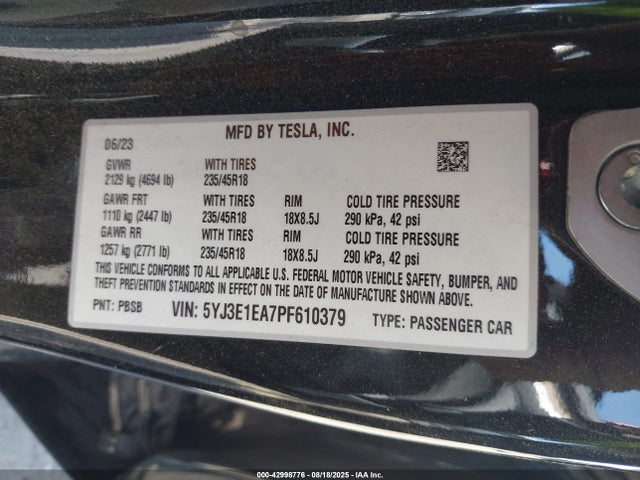 MFD BY TESLA, INC.
06/23
GVWR WITH TIRES
2129 kg (4694 lb) 235/45R18
GAWR FRT WITH TIRES RIM COLD TIRE PRESSURE
1110 kg (2447 lb) 235/45R18 18X8.5J 290 kPa, 42 psi
GAWR RR WITH TIRES RIM COLD TIRE PRESSURE
1257 kg (2771 lb) 235/45R18 18X8.5J 290 kPa, 42 psi
THIS VEHICLE CONFORMS TO ALL APPLICABLE U.S. FEDERAL MOTOR VEHICLE SAFETY, BUMPER, AND
THEFT PREVENTION STANDARDS IN EFFECT ON THE DATE OF MANUFACTURE SHOWN ABOVE.
PNT: PBSB VIN: 5YJ3E1EA7PF610379 TYPE: PASSENGER CAR
000-42998776 - 08/18/2025 - IAA Inc.